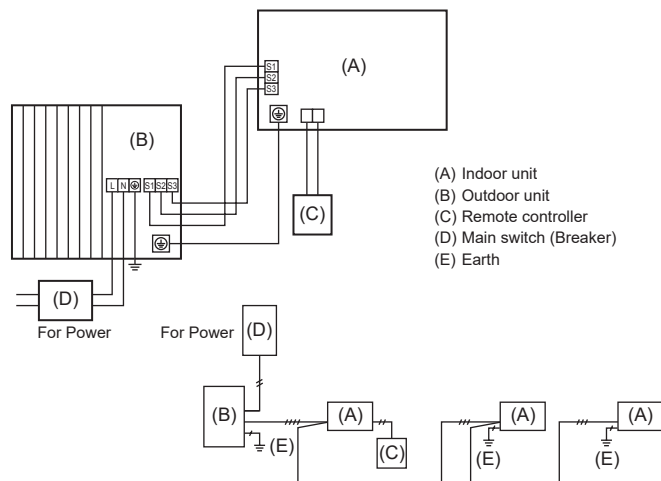 (A)
S1
S2
S3
(B)
L N S1 S2 S3
(C)
(D)
For Power
(A) Indoor unit
(B) Outdoor unit
(C) Remote controller
(D) Main switch (Breaker)
(E) Earth
For Power (D)
(B) (A) (A) (A)
(E) (C) (E) (E)